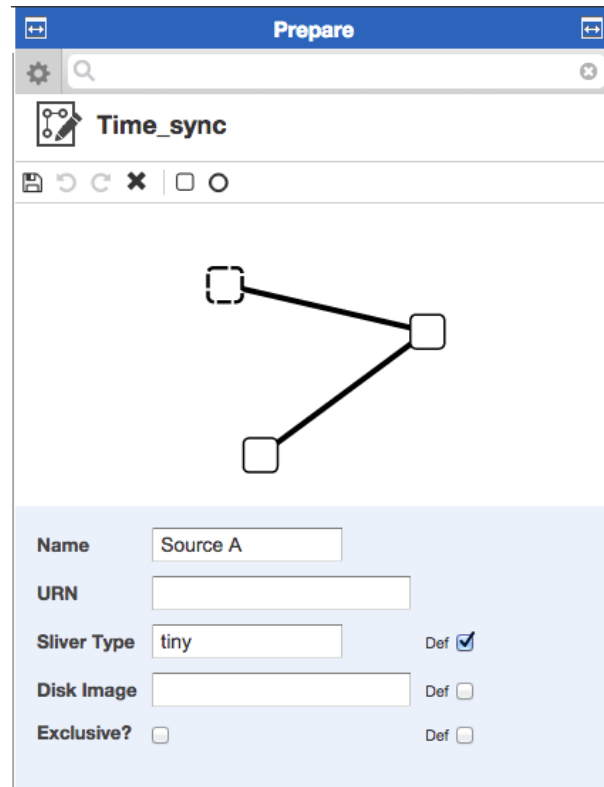 Prepare
Time_sync
Name Source A
URN
Sliver Type tiny Def
Disk Image Def
Exclusive? Def